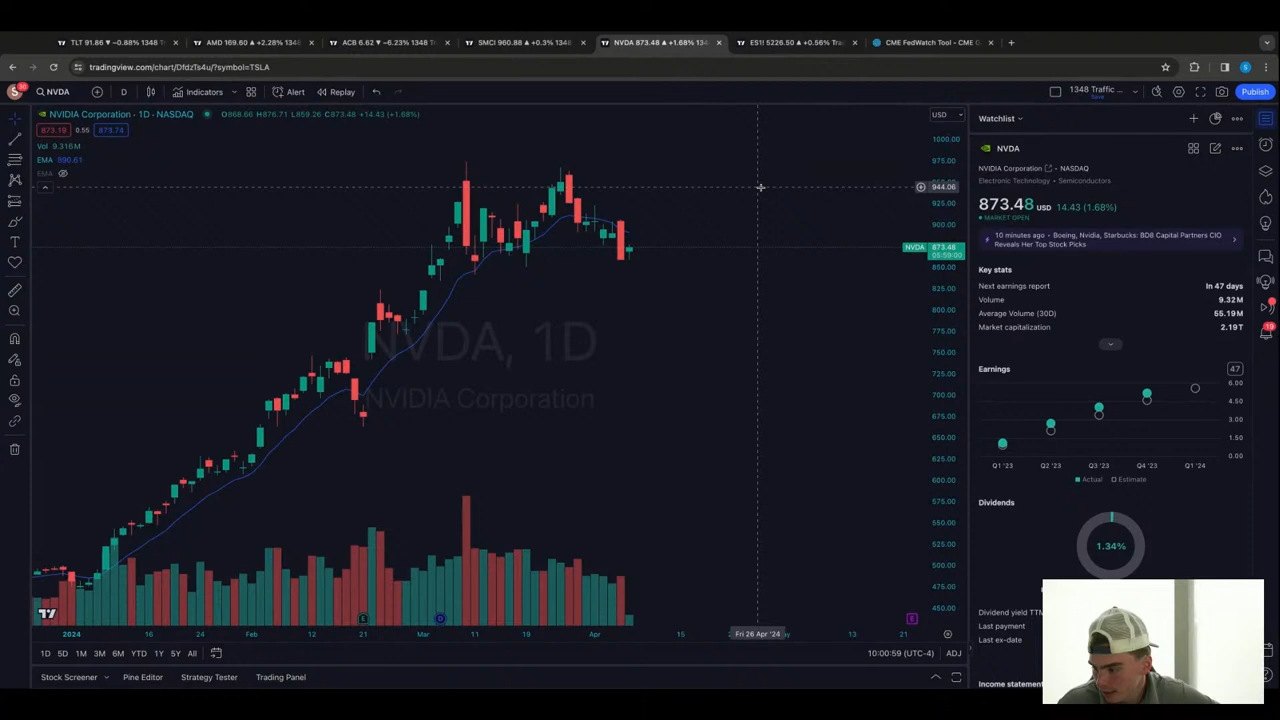 TLT 91.86 ▼ −0.88% 1348 × AMD 169.60 ▲ +2.28% 1348 × ACB 6.62 ▼ −6.23% 1348 Traf × SMCI 960.88 ▲ +0.3% 1348 × NVDA 873.48 ▲ +1.68% 1348 × ES1! 5226.50 ▲ +0.56% Tra × CME FedWatch Tool - CME G × +
tradingview.com/chart/DfdzTs4u/?symbol=TSLA
S 30 NVDA D Indicators Alert Replay 1348 Traffic ... Save Publish
NVIDIA Corporation · 1D · NASDAQ O868.66 H876.71 L859.26 C873.48 +14.43 (+1.68%)
873.19 0.55 873.74
Vol 9.316M
EMA 890.61
EMA
USD
1000.00
975.00
944.06
925.00
900.00
NVDA 873.48
05:59:00
850.00
825.00
800.00
775.00
750.00
725.00
700.00
675.00
650.00
625.00
600.00
575.00
550.00
525.00
500.00
475.00
450.00
NVDA, 1D
NVIDIA Corporation
E D E
2024 16 24 Feb 12 21 Mar 11 19 Apr 15 Fri 26 Apr '24 13 21
1D 5D 1M 3M 6M YTD 1Y 5Y All 10:00:59 (UTC-4) ADJ
Stock Screener Pine Editor Strategy Tester Trading Panel
Watchlist
NVDA
NVIDIA Corporation • NASDAQ
Electronic Technology • Semiconductors
873.48 USD 14.43 (1.68%)
MARKET OPEN
10 minutes ago • Boeing, Nvidia, Starbucks: BD8 Capital Partners CIO
Reveals Her Top Stock Picks
Key stats
Next earnings report In 47 days
Volume 9.32M
Average Volume (30D) 55.19M
Market capitalization 2.19T
Earnings 47
6.00
4.50
3.00
1.50
0.00
Q1 '23 Q2 '23 Q3 '23 Q4 '23 Q1 '24
Actual Estimate
Dividends
1.34%
Dividend yield TTM
Last payment
Last ex-date
Income statement
19